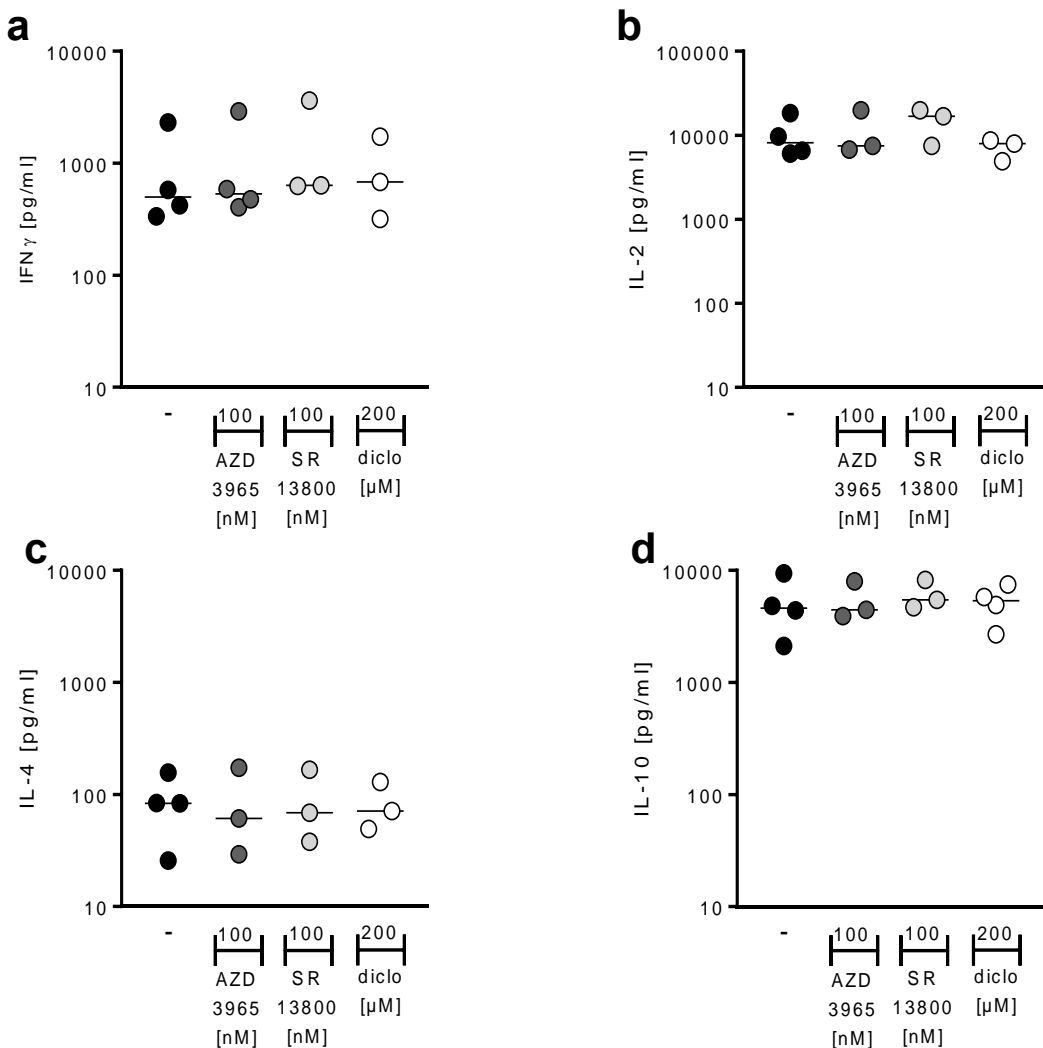 a
10000
1000
100
10
IFNγ [pg/ml]
-
100
100
200
AZD
3965
[nM]
SR
13800
[nM]
diclo
[µM]
b
100000
10000
1000
100
10
IL-2 [pg/ml]
-
100
100
200
AZD
3965
[nM]
SR
13800
[nM]
diclo
[µM]
c
10000
1000
100
10
IL-4 [pg/ml]
-
100
100
200
AZD
3965
[nM]
SR
13800
[nM]
diclo
[µM]
d
10000
1000
100
10
IL-10 [pg/ml]
-
100
100
200
AZD
3965
[nM]
SR
13800
[nM]
diclo
[µM]